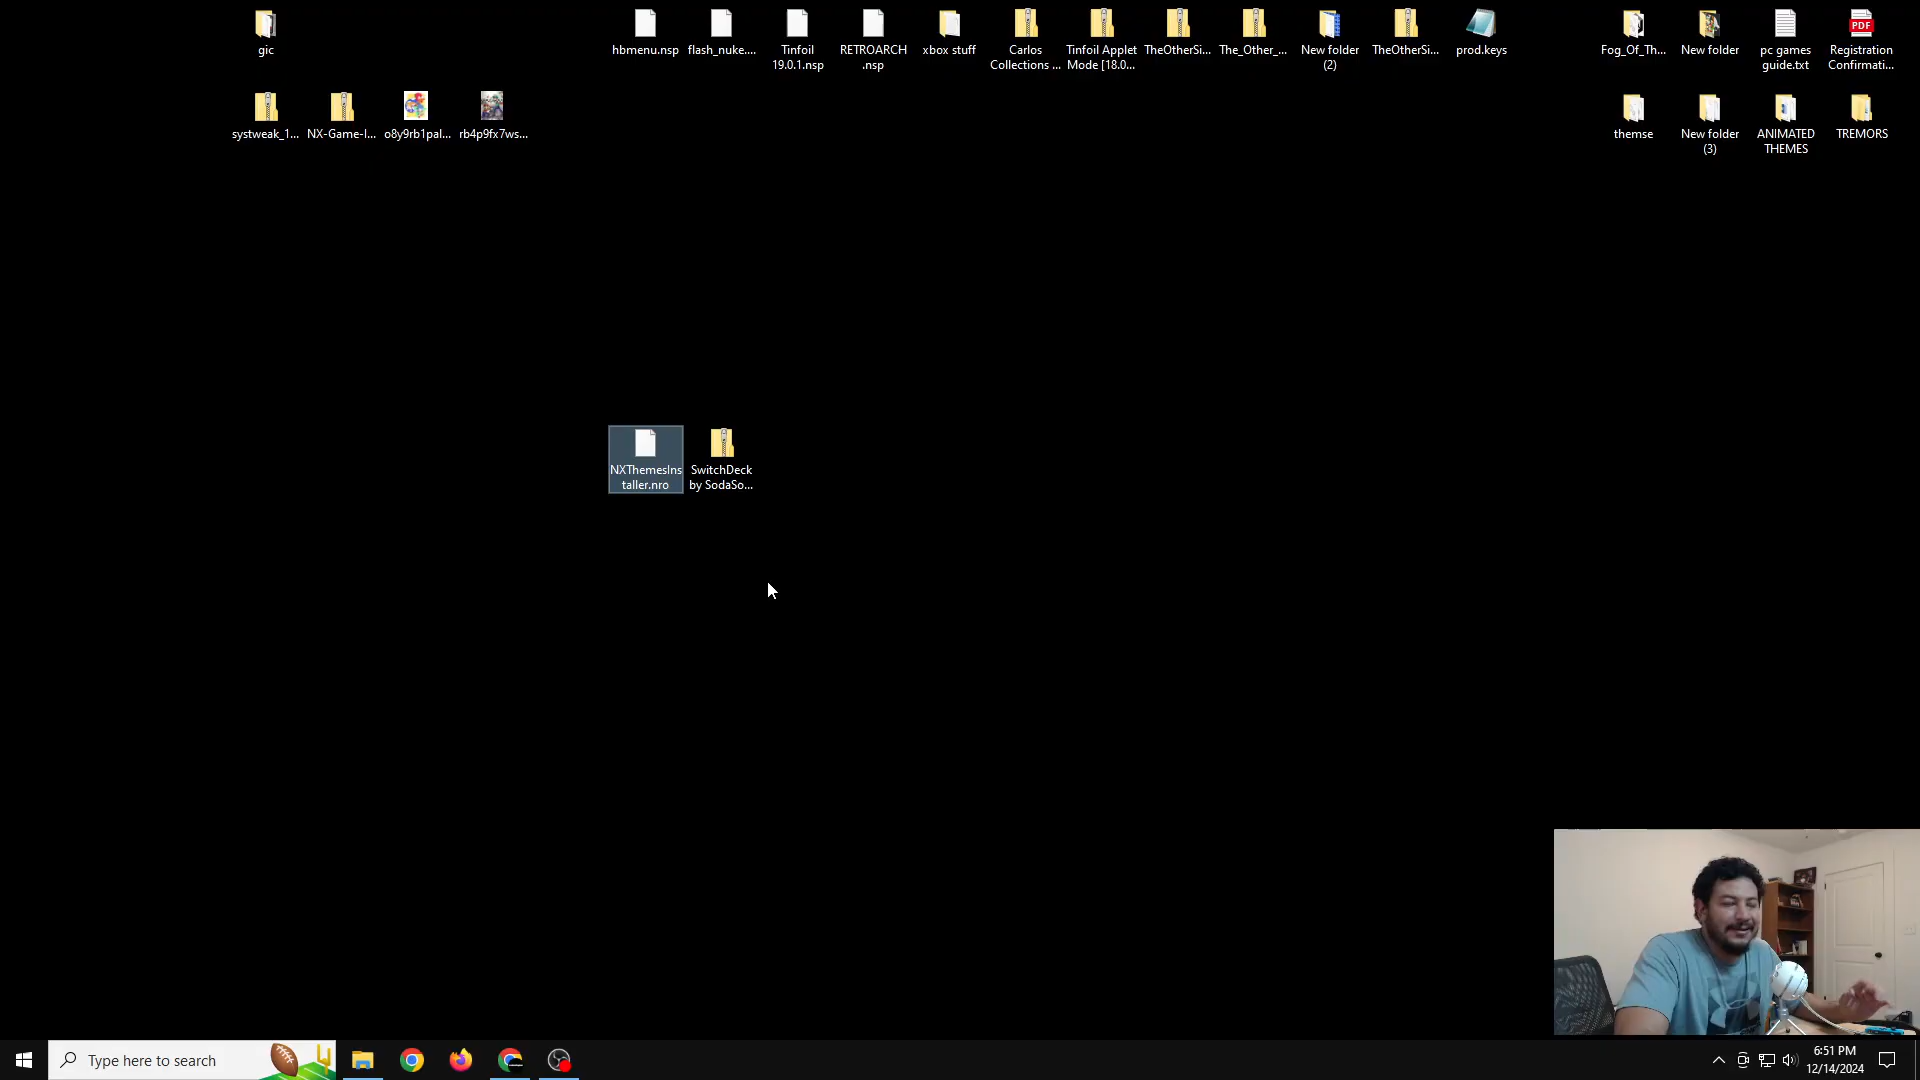 gic
hbmenu.nsp
flash_nuke....
Tinfoil
19.0.1.nsp
RETROARCH
.nsp
xbox stuff
Carlos
Collections ...
Tinfoil Applet
Mode [18.0...
TheOtherSi...
The_Other_...
New folder
(2)
TheOtherSi...
prod.keys
Fog_Of_Th...
New folder
pc games
guide.txt
PDF
Registration
Confirmati...
systweak_1...
NX-Game-I...
o8y9rb1pal...
rb4p9fx7ws...
themse
New folder
(3)
ANIMATED
THEMES
TREMORS
NXThemesIns
taller.nro
SwitchDeck
by SodaSo...
Type here to search
6:51 PM
12/14/2024